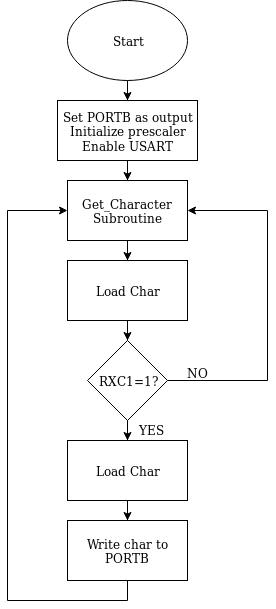 Start
Set PORTB as output
Initialize prescaler
Enable USART
Get_Character
Subroutine
Load Char
RXC1=1?
NO
YES
Load Char
Write char to
PORTB